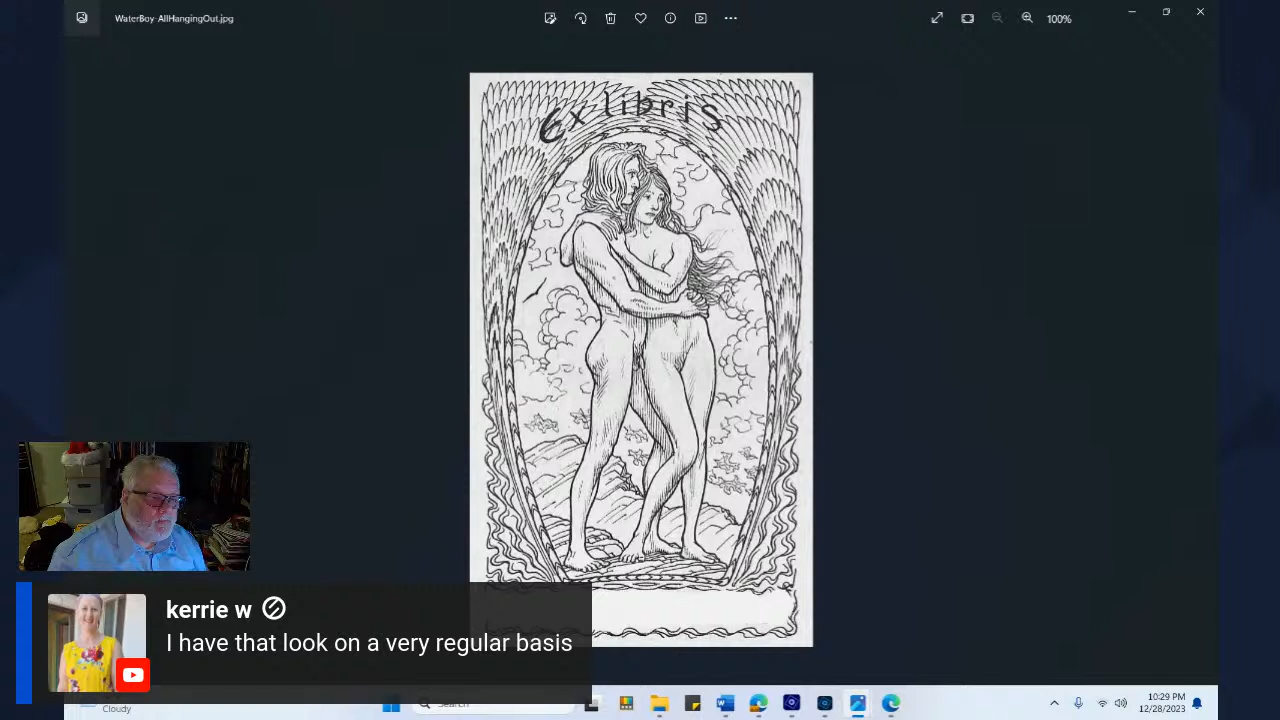 WaterBoy-AllHangingOut.jpg
100%
Ex libris
kerrie w
I have that look on a very regular basis
Cloudy
Search
10:29 PM
12/28/2023